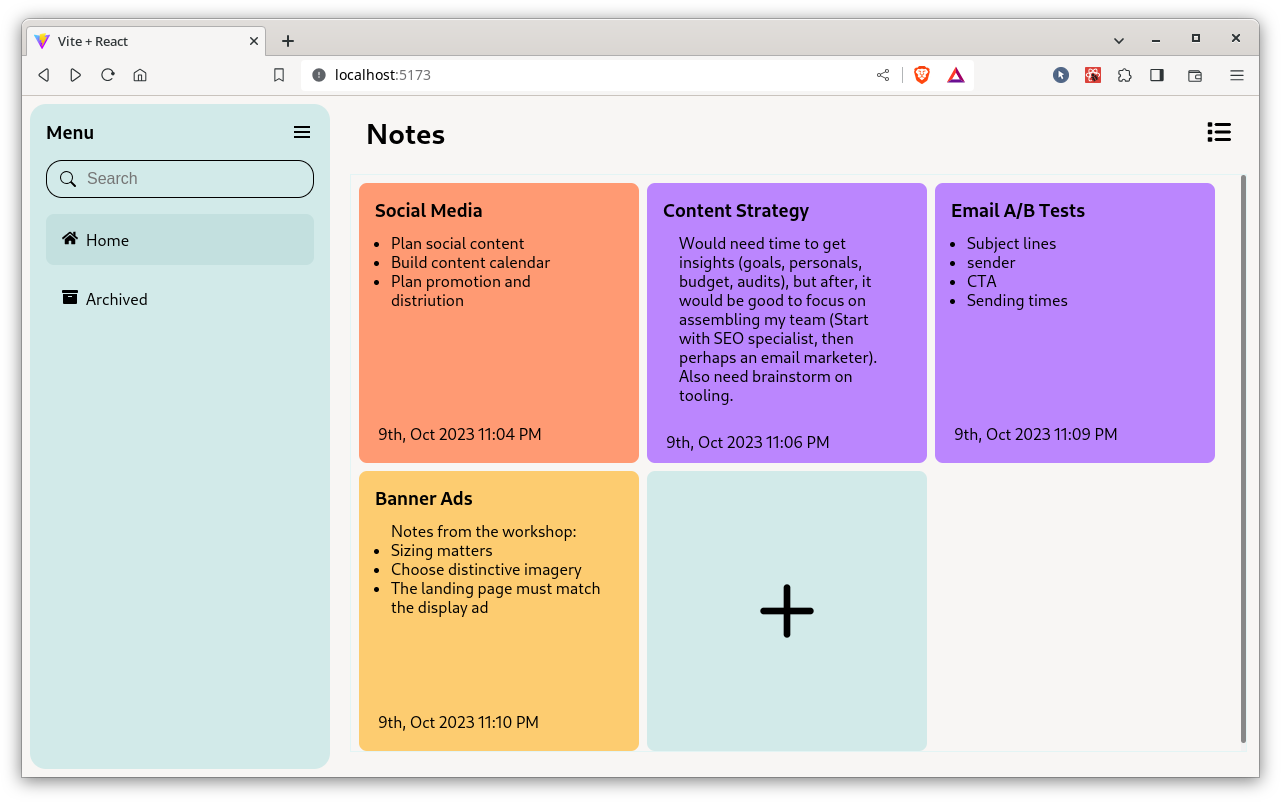 Vite + React
localhost:5173
Menu
Search
Home
Archived
Notes
Social Media
• Plan social content
• Build content calendar
• Plan promotion and
distriution
9th, Oct 2023 11:04 PM
Content Strategy
Would need time to get
insights (goals, personals,
budget, audits), but after, it
would be good to focus on
assembling my team (Start
with SEO specialist, then
perhaps an email marketer).
Also need brainstorm on
tooling.
9th, Oct 2023 11:06 PM
Email A/B Tests
• Subject lines
• sender
• CTA
• Sending times
9th, Oct 2023 11:09 PM
Banner Ads
Notes from the workshop:
• Sizing matters
• Choose distinctive imagery
• The landing page must match
the display ad
9th, Oct 2023 11:10 PM